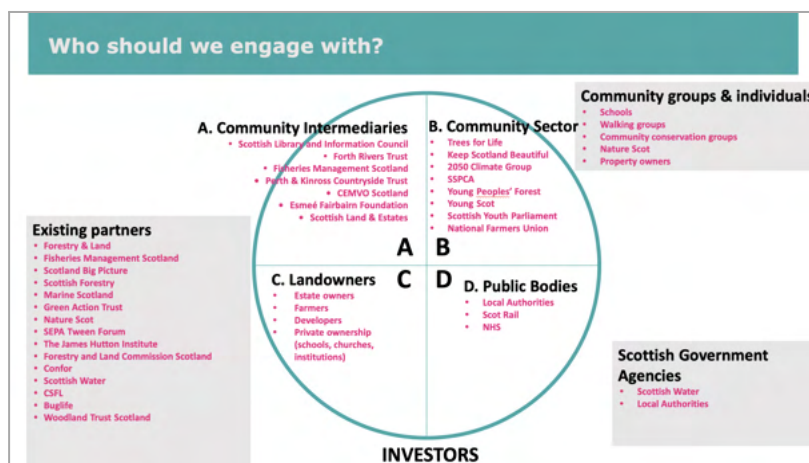 Who should we engage with?
Community groups & individuals
• Schools
• Walking groups
• Community conservation groups
• Nature Scot
• Property owners
A. Community Intermediaries
• Scottish Library and Information Council
• Forth Rivers Trust
• Fisheries Management Scotland
• Perth & Kinross Countryside Trust
• CEMVO Scotland
• Esmeé Fairbairn Foundation
• Scottish Land & Estates
A
B. Community Sector
• Trees for Life
• Keep Scotland Beautiful
• 2050 Climate Group
• SSPCA
• Young Peoples' Forest
• Young Scot
• Scottish Youth Parliament
• National Farmers Union
B
Existing partners
• Forestry & Land
• Fisheries Management Scotland
• Scotland Big Picture
• Scottish Forestry
• Marine Scotland
• Green Action Trust
• Nature Scot
• SEPA Tween Forum
• The James Hutton Institute
• Forestry and Land Commission Scotland
• Confor
• Scottish Water
• CSFL
• Buglife
• Woodland Trust Scotland
C. Landowners
C
• Estate owners
• Farmers
• Developers
• Private ownership
(schools, churches,
institutions)
D
D. Public Bodies
• Local Authorities
• Scot Rail
• NHS
Scottish Government
Agencies
• Scottish Water
• Local Authorities
INVESTORS